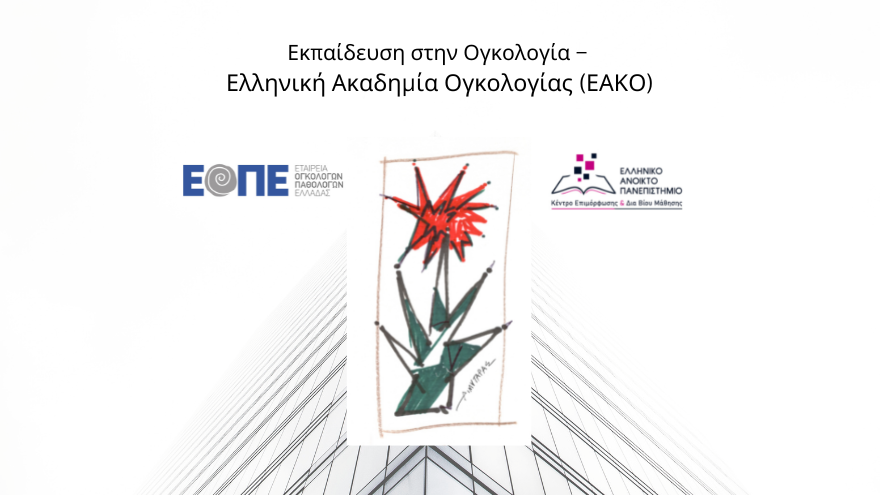 Εκπαίδευση στην Ογκολογία –
Ελληνική Ακαδημία Ογκολογίας (ΕΑΚΟ)
ΕΟΠΕ
ΕΤΑΙΡΕΙΑ
ΟΓΚΟΛΟΓΩΝ
ΠΑΘΟΛΟΓΩΝ
ΕΛΛΑΔΑΣ
ΕΛΛΗΝΙΚΟ
ΑΝΟΙΚΤΟ
ΠΑΝΕΠΙΣΤΗΜΙΟ
Κέντρο Επιμόρφωσης & Δια Βίου Μάθησης